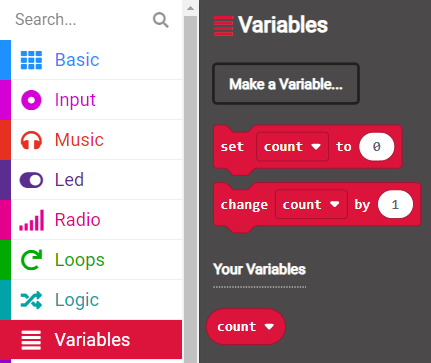 Search...
Basic
Input
Music
Led
Radio
Loops
Logic
Variables
Variables
Make a Variable...
set count to 0
change count by 1
Your Variables
count